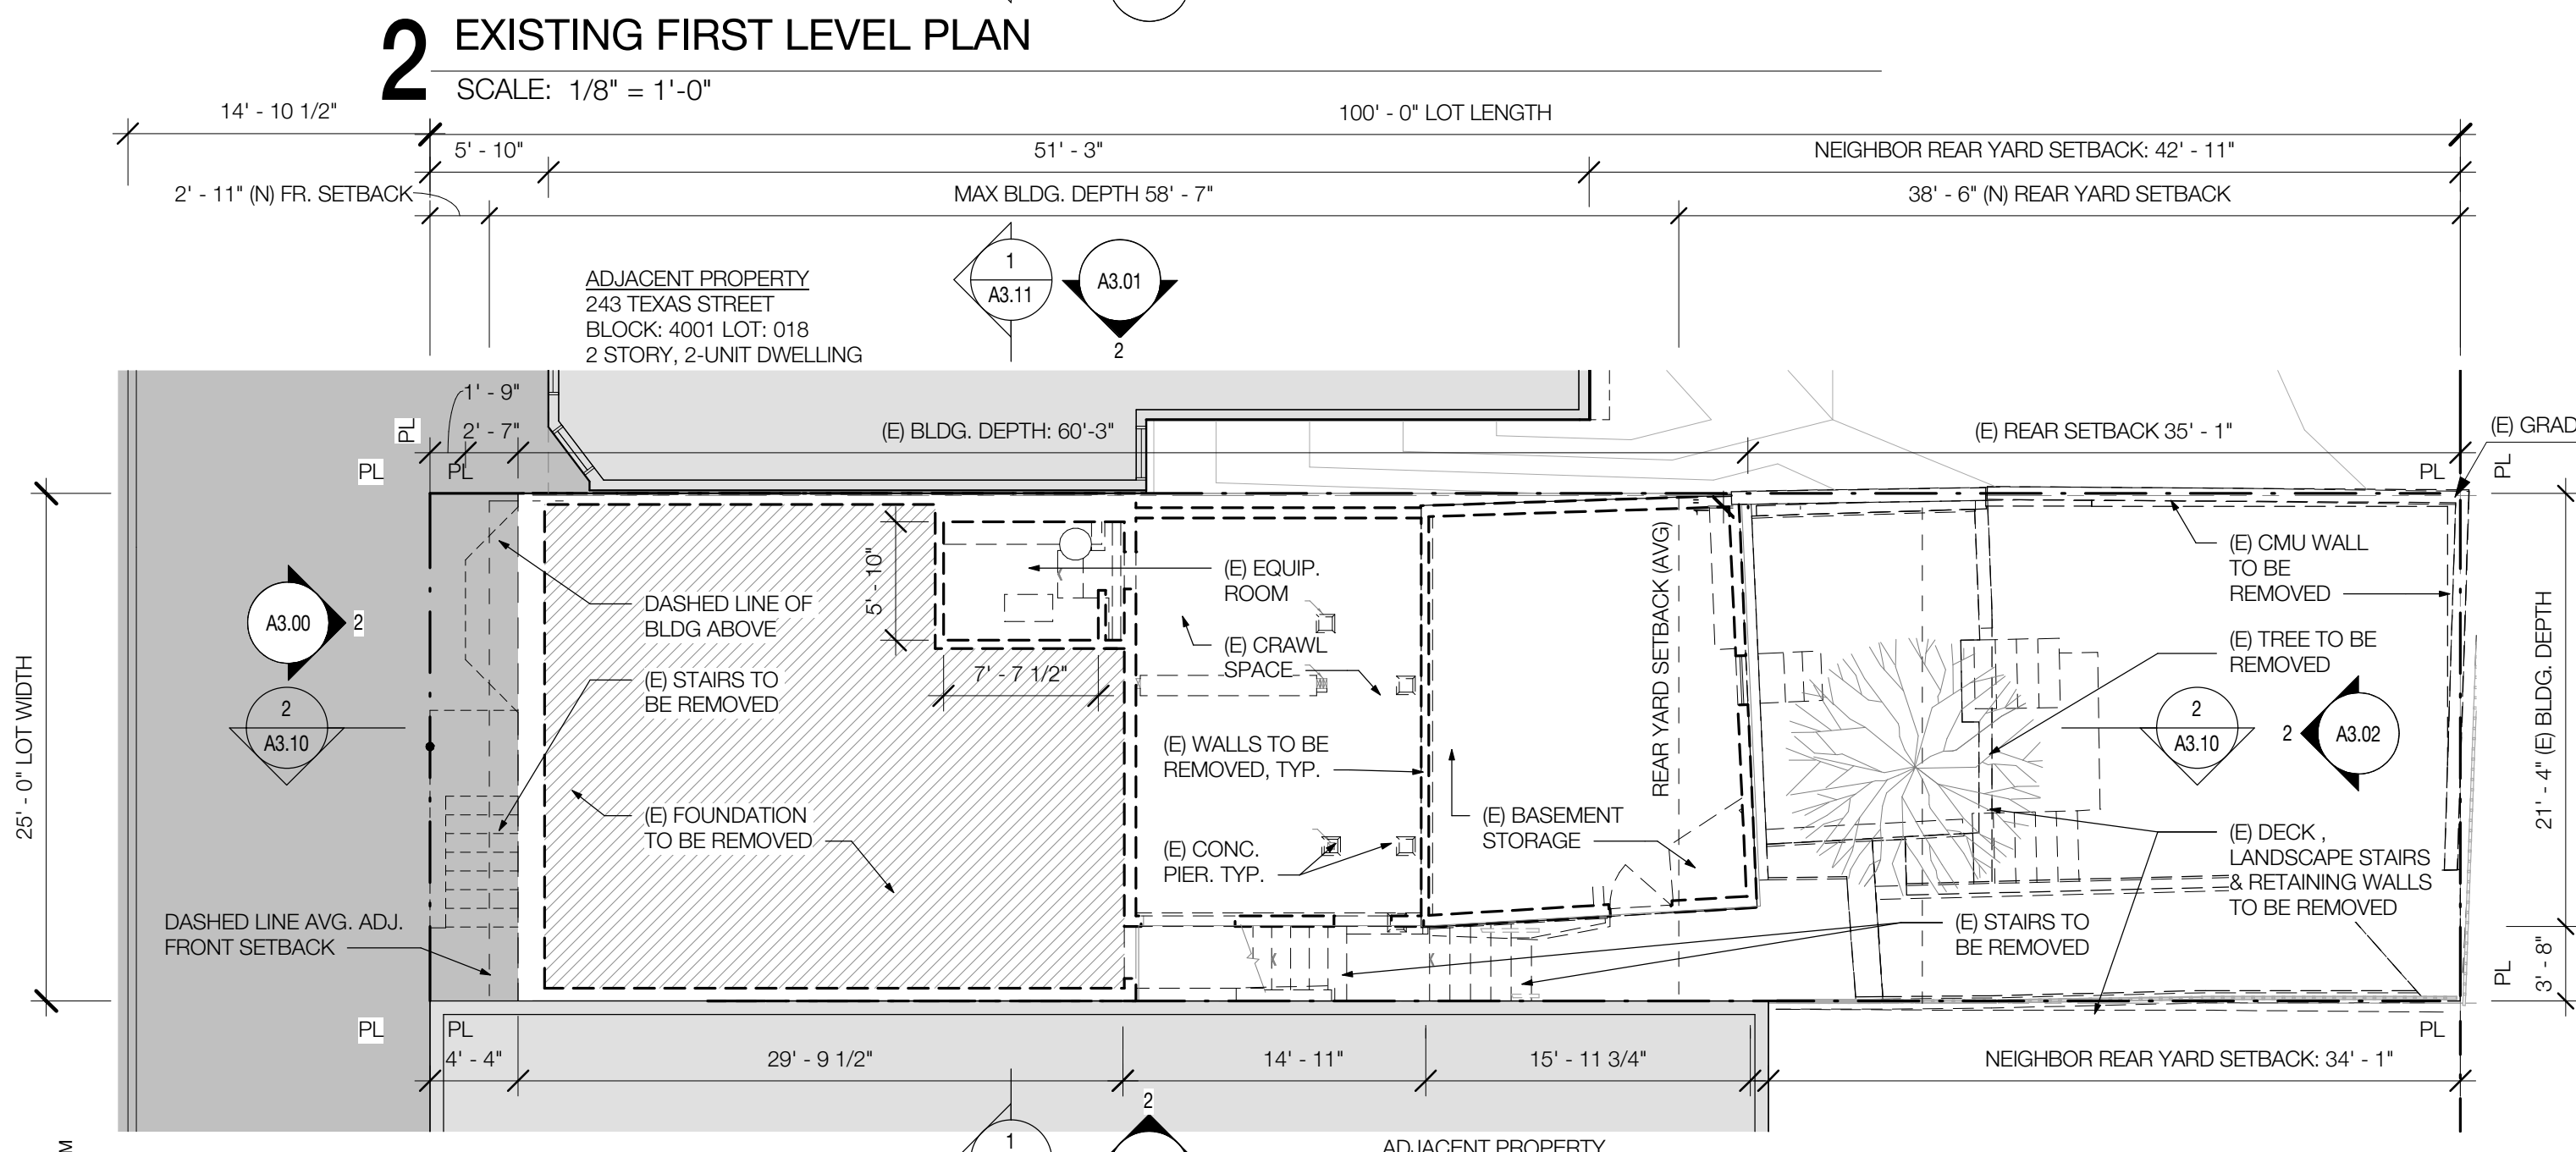 2 EXISTING FIRST LEVEL PLAN
SCALE: 1/8" = 1'-0"
14' - 10 1/2"
100' - 0" LOT LENGTH
5' - 10"
51' - 3"
NEIGHBOR REAR YARD SETBACK: 42' - 11"
2' - 11" (N) FR. SETBACK
MAX BLDG. DEPTH 58' - 7"
38' - 6" (N) REAR YARD SETBACK
ADJACENT PROPERTY
243 TEXAS STREET
BLOCK: 4001 LOT: 018
2 STORY, 2-UNIT DWELLING
1
A3.11
A3.01
2
1' - 9"
2' - 7"
PL
PL
PL
(E) BLDG. DEPTH: 60'-3"
(E) REAR SETBACK 35' - 1"
(E) GRAD
PL
PL
25' - 0" LOT WIDTH
A3.00
2
2
A3.10
DASHED LINE AVG. ADJ.
FRONT SETBACK
DASHED LINE OF
BLDG ABOVE
(E) STAIRS TO
BE REMOVED
(E) FOUNDATION
TO BE REMOVED
5' - 10"
7' - 7 1/2"
(E) EQUIP.
ROOM
(E) CRAWL
SPACE
(E) WALLS TO BE
REMOVED, TYP.
(E) CONC.
PIER. TYP.
(E) BASEMENT
STORAGE
REAR YARD SETBACK (AVG)
(E) CMU WALL
TO BE
REMOVED
(E) TREE TO BE
REMOVED
2
A3.10
2
A3.02
(E) DECK ,
LANDSCAPE STAIRS
& RETAINING WALLS
TO BE REMOVED
(E) STAIRS TO
BE REMOVED
21' - 4" (E) BLDG. DEPTH
3' - 8"
PL
PL
PL
PL
4' - 4"
29' - 9 1/2"
14' - 11"
15' - 11 3/4"
NEIGHBOR REAR YARD SETBACK: 34' - 1"
1
2
ADJACENT PROPERTY
M